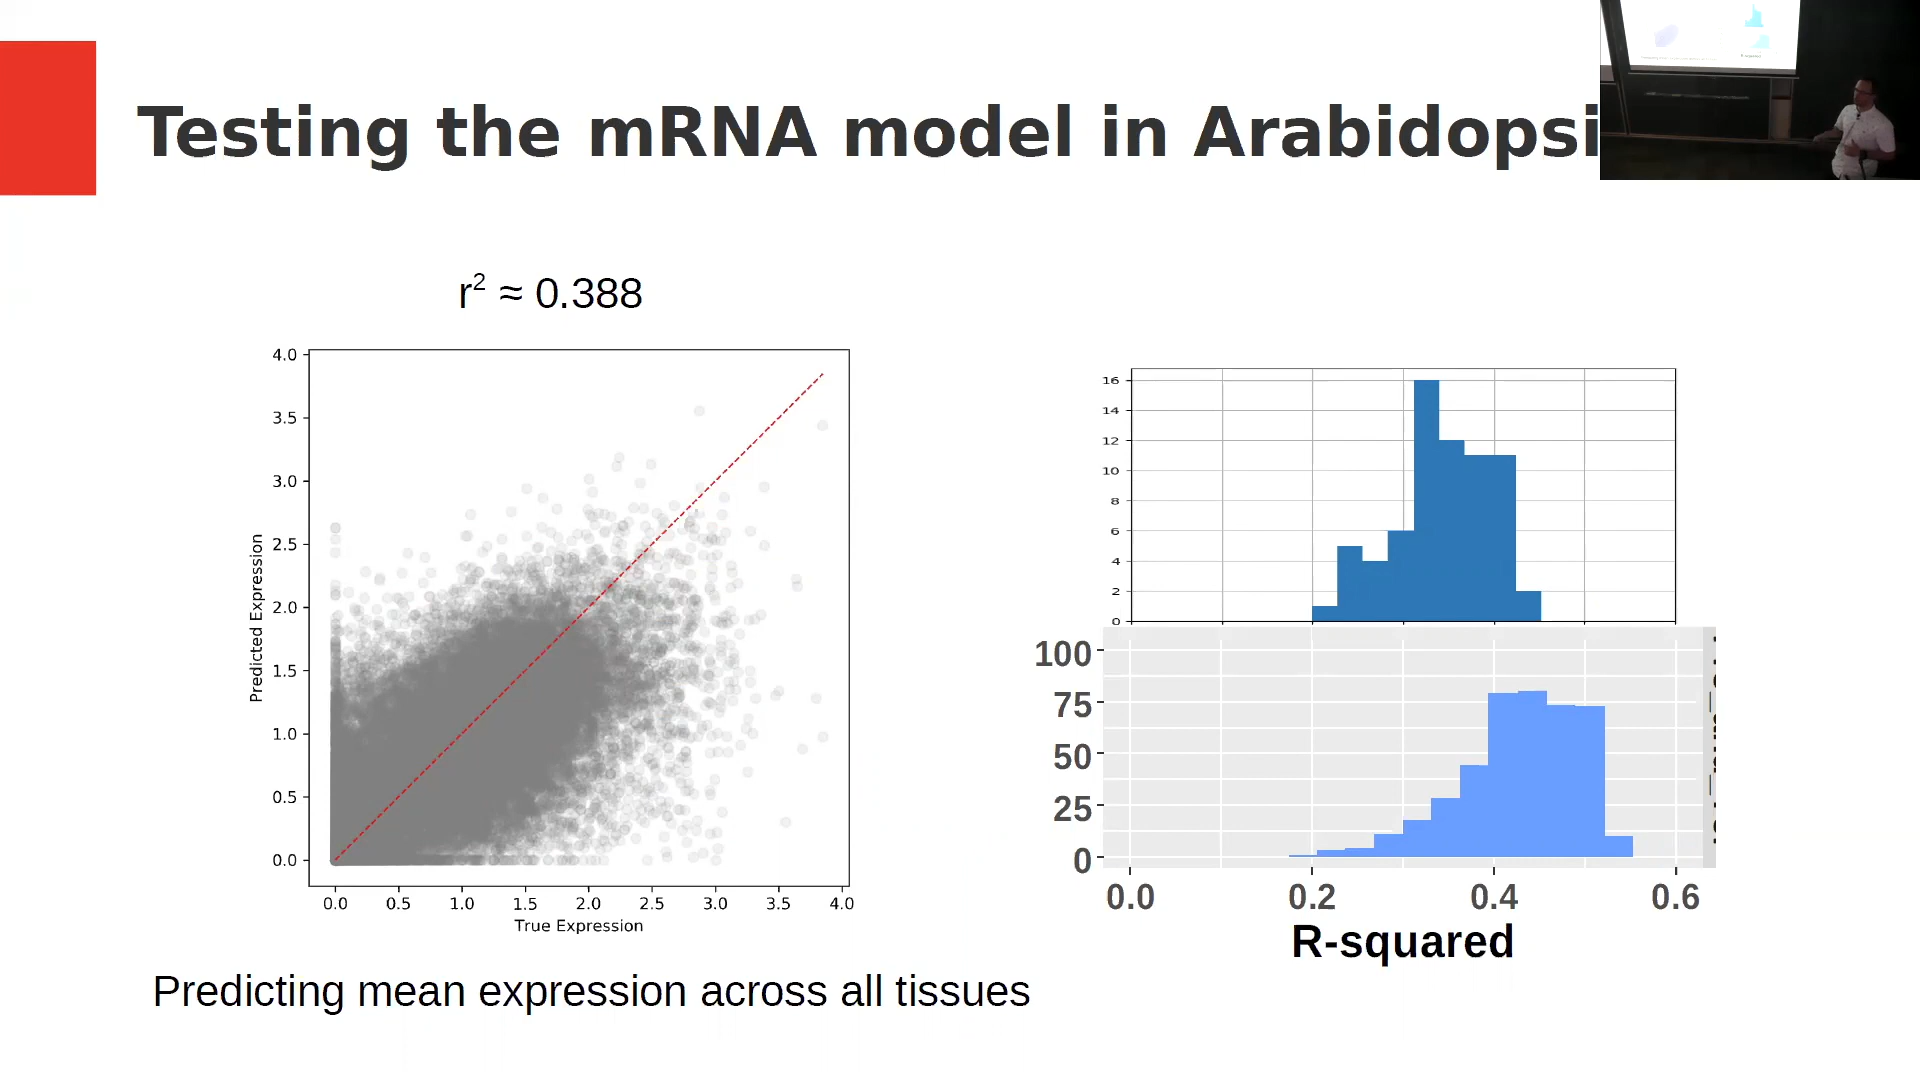 Testing the mRNA model in Arabidopsi
r² ≈ 0.388
4.0
3.5
3.0
2.5
2.0
1.5
1.0
0.5
0.0
Predicted Expression
0.0 0.5 1.0 1.5 2.0 2.5 3.0 3.5 4.0
True Expression
Predicting mean expression across all tissues
16
14
12
10
8
6
4
2
0
100
75
50
25
0
0.0 0.2 0.4 0.6
R-squared